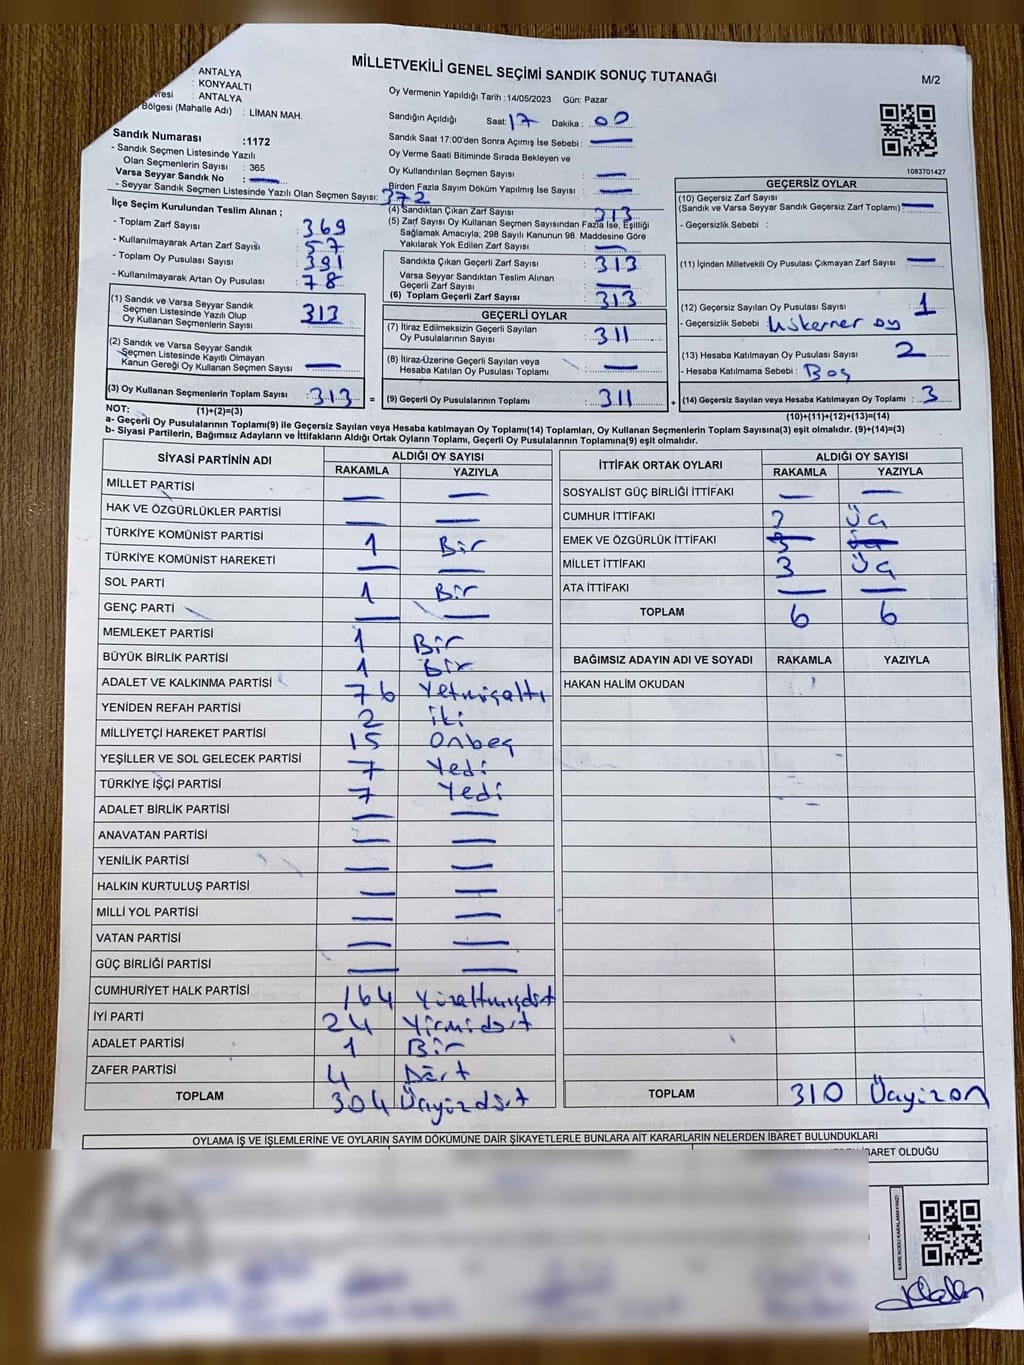 MİLLETVEKİLİ GENEL SEÇİMİ SANDIK SONUÇ TUTANAĞI
M/2
: ANTALYA
: KONYAALTI
: ANTALYA
Bölgesi (Mahalle Adı) : LİMAN MAH.
Sandık Numarası :1172
- Sandık Seçmen Listesinde Yazılı
Olan Seçmenlerin Sayısı : 365
Varsa Seyyar Sandık No :
- Seyyar Sandık Seçmen Listesinde Yazılı Olan Seçmen Sayısı: 372
İlçe Seçim Kurulundan Teslim Alınan ;
- Toplam Zarf Sayısı : 369
- Kullanılmayarak Artan Zarf Sayısı : 57
- Toplam Oy Pusulası Sayısı : 391
- Kullanılmayarak Artan Oy Pusulası : 78
(1) Sandık ve Varsa Seyyar Sandık
Seçmen Listesinde Yazılı Olup
Oy Kullanan Seçmenlerin Sayısı : 313
(2) Sandık ve Varsa Seyyar Sandık
Seçmen Listesinde Kayıtlı Olmayan
Kanun Gereği Oy Kullanan Seçmen Sayısı :
(3) Oy Kullanan Seçmenlerin Toplam Sayısı : 313 =
Oy Vermenin Yapıldığı Tarih :14/05/2023 Gün: Pazar
Sandığın Açıldığı Saat: 17 Dakika : 00
Sandık Saat 17:00'den Sonra Açımış İse Sebebi :
Oy Verme Saati Bitiminde Sırada Bekleyen ve
Oy Kullandırılan Seçmen Sayısı :
Birden Fazla Sayım Döküm Yapılmış İse Sayısı :
(4) Sandıktan Çıkan Zarf Sayısı : 313
(5) Zarf Sayısı Oy Kullanan Seçmen Sayısından Fazla İse, Eşitliği
Sağlamak Amacıyla; 298 Sayılı Kanunun 98. Maddesine Göre
Yakılarak Yok Edilen Zarf Sayısı :
Sandıkta Çıkan Geçerli Zarf Sayısı : 313
Varsa Seyyar Sandıktan Teslim Alınan
Geçerli Zarf Sayısı :
(6) Toplam Geçerli Zarf Sayısı : 313
GEÇERLİ OYLAR
(7) İtiraz Edilmeksizin Geçerli Sayılan
Oy Pusulalarının Sayısı : 311
(8) İtiraz Üzerine Geçerli Sayılan veya
Hesaba Katılan Oy Pusulası Toplamı :
(9) Geçerli Oy Pusulalarının Toplamı : 311 +
1083701427
GEÇERSİZ OYLAR
(10) Geçersiz Zarf Sayısı
(Sandık ve Varsa Seyyar Sandık Geçersiz Zarf Toplamı) :
- Geçersizlik Sebebi :
(11) İçinden Milletvekili Oy Pusulası Çıkmayan Zarf Sayısı :
(12) Geçersiz Sayılan Oy Pusulası Sayısı : 1
- Geçersizlik Sebebi :
(13) Hesaba Katılmayan Oy Pusulası Sayısı : 2
- Hesaba Katılmama Sebebi : Boş
(14) Geçersiz Sayılan veya Hesaba Katılmayan Oy Toplamı : 3
NOT: (1)+(2)=(3) (10)+(11)+(12)+(13)=(14)
a- Geçerli Oy Pusulalarının Toplamı(9) ile Geçersiz Sayılan veya Hesaba Katılmayan Oy Toplamı(14) Toplamları, Oy Kullanan Seçmenlerin Toplam Sayısına(3) eşit olmalıdır. (9)+(14)=(3)
b- Siyasi Partilerin, Bağımsız Adayların ve İttifakların Aldığı Ortak Oyların Toplamı, Geçerli Oy Pusulalarının Toplamına(9) eşit olmalıdır.
SİYASİ PARTİNİN ADI ALDIĞI OY SAYISI
RAKAMLA YAZIYLA
MİLLET PARTİSİ
HAK VE ÖZGÜRLÜKLER PARTİSİ
TÜRKİYE KOMÜNİST PARTİSİ 1 Bir
TÜRKİYE KOMÜNİST HAREKETİ
SOL PARTİ 1 Bir
GENÇ PARTİ
MEMLEKET PARTİSİ 1 Bir
BÜYÜK BİRLİK PARTİSİ 1 Bir
ADALET VE KALKINMA PARTİSİ 76 Yetmişaltı
YENİDEN REFAH PARTİSİ 2 iki
MİLLİYETÇİ HAREKET PARTİSİ 15 Onbeş
YEŞİLLER VE SOL GELECEK PARTİSİ 7 Yedi
TÜRKİYE İŞÇİ PARTİSİ 7 Yedi
ADALET BİRLİK PARTİSİ
ANAVATAN PARTİSİ
YENİLİK PARTİSİ
HALKIN KURTULUŞ PARTİSİ
MİLLİ YOL PARTİSİ
VATAN PARTİSİ
GÜÇ BİRLİĞİ PARTİSİ
CUMHURİYET HALK PARTİSİ 164 Yüzaltmışdört
İYİ PARTİ 24 Yirmidört
ADALET PARTİSİ 1 Bir
ZAFER PARTİSİ 4 Dört
TOPLAM 304 Üçyüzdört
İTTİFAK ORTAK OYLARI ALDIĞI OY SAYISI
RAKAMLA YAZIYLA
SOSYALİST GÜÇ BİRLİĞİ İTTİFAKI
CUMHUR İTTİFAKI 3 Üç
EMEK VE ÖZGÜRLÜK İTTİFAKI
MİLLET İTTİFAKI 3 Üç
ATA İTTİFAKI
TOPLAM 6 6
BAĞIMSIZ ADAYIN ADI VE SOYADI RAKAMLA YAZIYLA
HAKAN HALİM OKUDAN
TOPLAM 310 Üçyüzon
OYLAMA İŞ VE İŞLEMLERİNE VE OYLARIN SAYIM DÖKÜMÜNE DAİR ŞİKAYETLERLE BUNLARA AİT KARARLARIN NELERDEN İBARET BULUNDUKLARI
İBARET OLDUĞU
KARE KODU KARALAMAYINIZ!